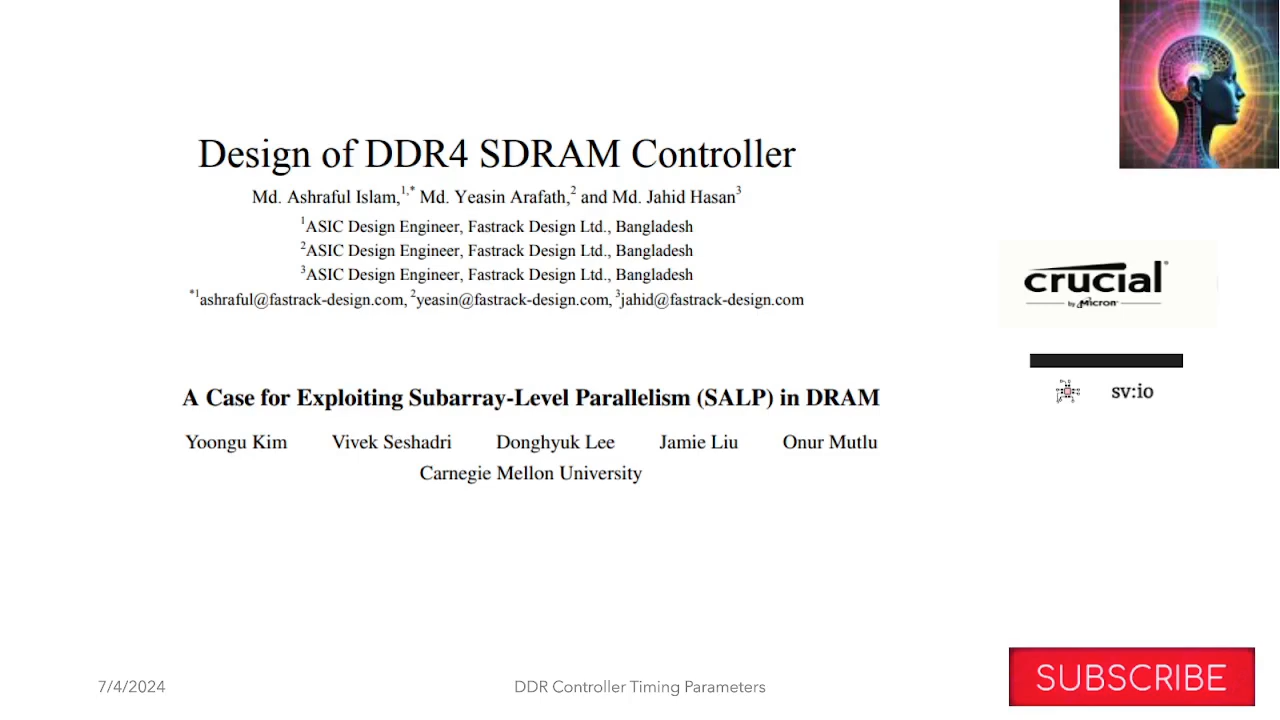 Design of DDR4 SDRAM Controller
Md. Ashraful Islam,1,* Md. Yeasin Arafath,2 and Md. Jahid Hasan3
1ASIC Design Engineer, Fastrack Design Ltd., Bangladesh
2ASIC Design Engineer, Fastrack Design Ltd., Bangladesh
3ASIC Design Engineer, Fastrack Design Ltd., Bangladesh
*1ashraful@fastrack-design.com, 2yeasin@fastrack-design.com, 3jahid@fastrack-design.com
crucial
by Micron
sv:io
A Case for Exploiting Subarray-Level Parallelism (SALP) in DRAM
Yoongu Kim Vivek Seshadri Donghyuk Lee Jamie Liu Onur Mutlu
Carnegie Mellon University
7/4/2024
DDR Controller Timing Parameters
SUBSCRIBE